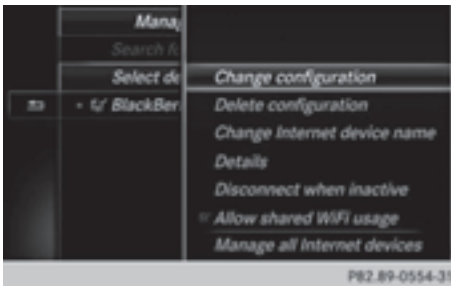 Mana
Search fo
Select de
BlackBer
Change configuration
Delete configuration
Change Internet device name
Details
Disconnect when inactive
Allow shared WiFi usage
Manage all Internet devices
P82.89-0554-31